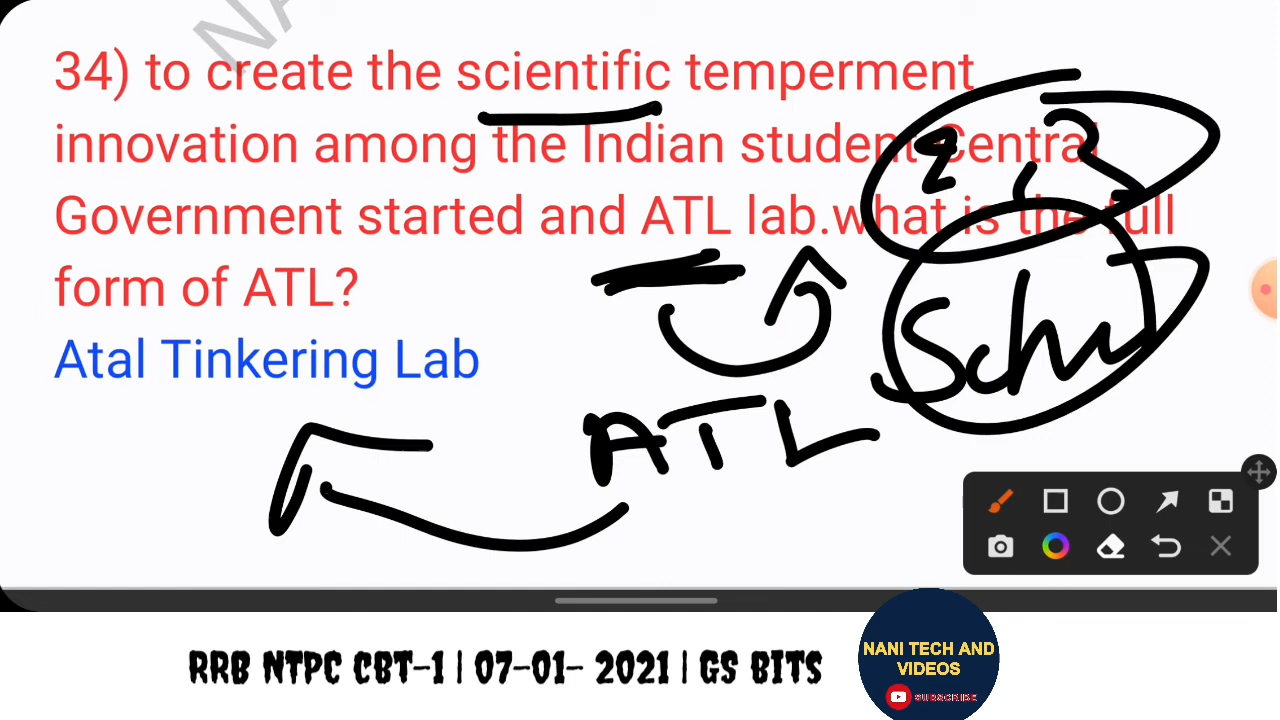 NA
34) to create the scientific temperment
innovation among the Indian student Central
Government started and ATL lab.what is the full
form of ATL?
Atal Tinkering Lab
ATL
RRB NTPC CBT-1 | 07-01- 2021 | GS BITS
NANI TECH AND
VIDEOS
SUBSCRIBE